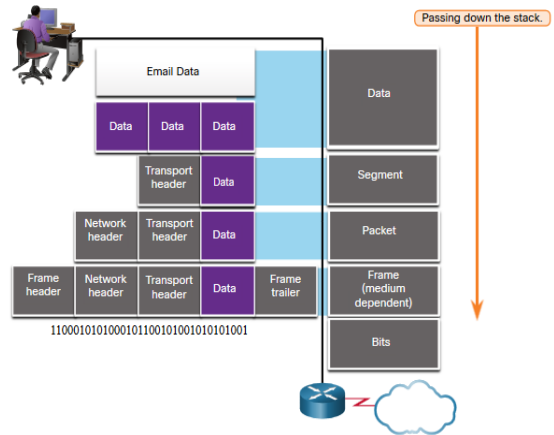 Passing down the stack.
Email Data
Data
Data Data Data
Transport
header
Data
Segment
Network
header
Transport
header
Data
Packet
Frame
header
Network
header
Transport
header
Data
Frame
trailer
Frame
(medium
dependent)
1100010101000101100101001010101001
Bits